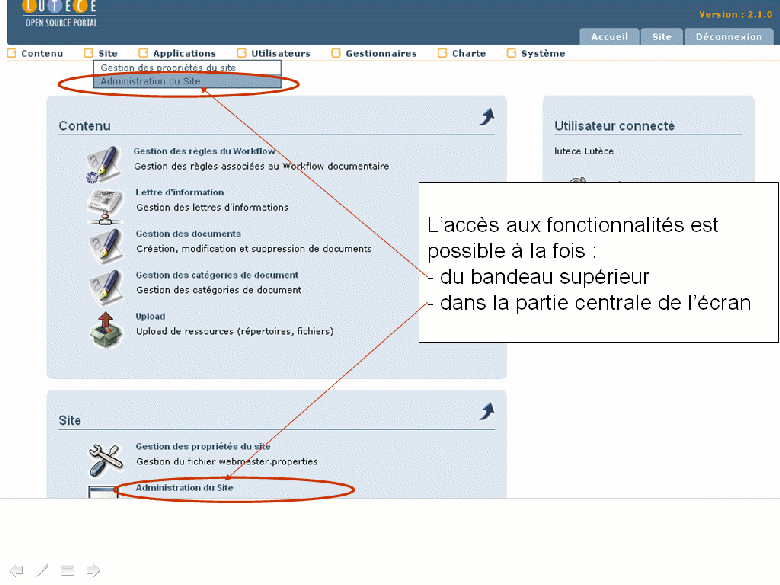 LUTECE
OPEN SOURCE PORTAL
Version : 2.1.0
Accueil Site Déconnexion
Contenu Site Applications Utilisateurs Gestionnaires Charte Système
Gestion des propriétés du site
Administration du Site
Contenu
Gestion des règles du Workflow
Gestion des règles associées au Workflow documentaire
Lettre d'information
Gestion des lettres d'informations
Gestion des documents
Création, modification et suppression de documents
Gestion des catégories de document
Gestion des catégories de document
Upload
Upload de ressources (répertoires, fichiers)
Utilisateur connecté
lutece Lutèce
L'accès aux fonctionnalités est
possible à la fois :
- du bandeau supérieur
- dans la partie centrale de l'écran
Site
Gestion des propriétés du site
Gestion du fichier webmaster.properties
Administration du Site